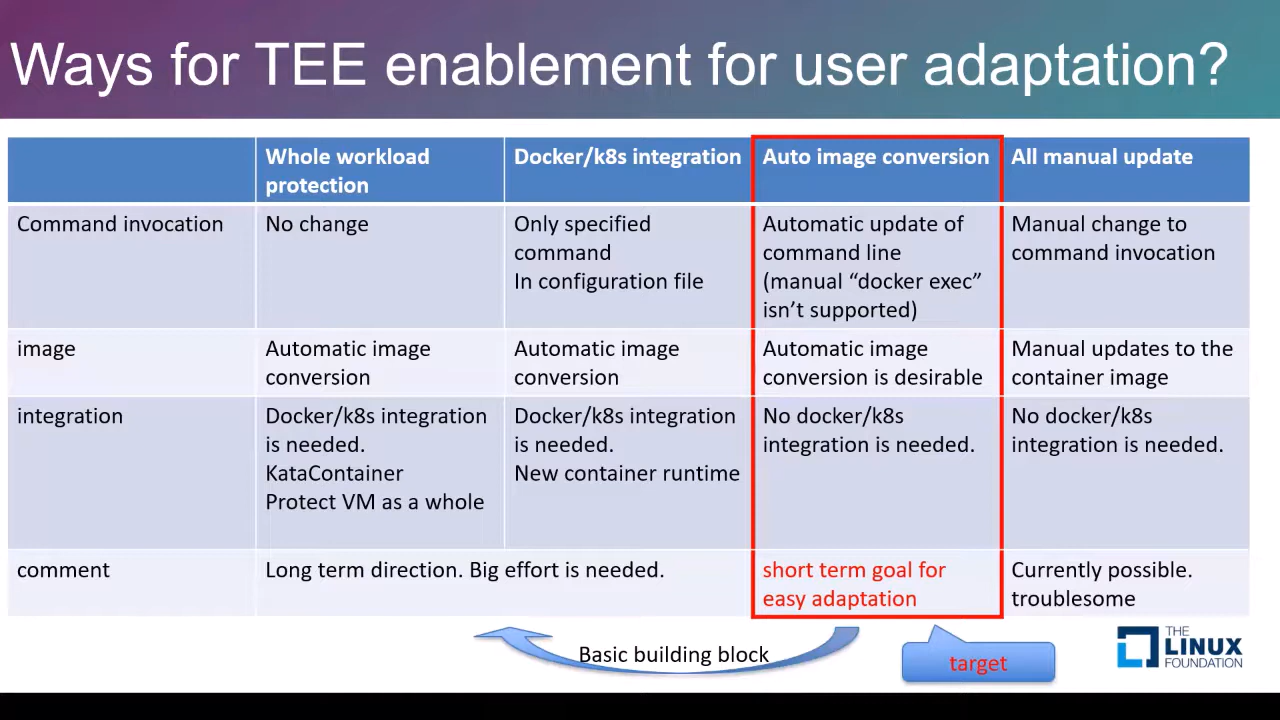 Ways for TEE enablement for user adaptation?
Whole workload
protection
Docker/k8s integration
Auto image conversion
All manual update
Command invocation
No change
Only specified
command
In configuration file
Automatic update of
command line
(manual “docker exec”
isn’t supported)
Manual change to
command invocation
image
Automatic image
conversion
Automatic image
conversion
Automatic image
conversion is desirable
Manual updates to the
container image
integration
Docker/k8s integration
is needed.
KataContainer
Protect VM as a whole
Docker/k8s integration
is needed.
New container runtime
No docker/k8s
integration is needed.
No docker/k8s
integration is needed.
comment
Long term direction. Big effort is needed.
short term goal for
easy adaptation
Currently possible.
troublesome
Basic building block
target
THE
LINUX
FOUNDATION